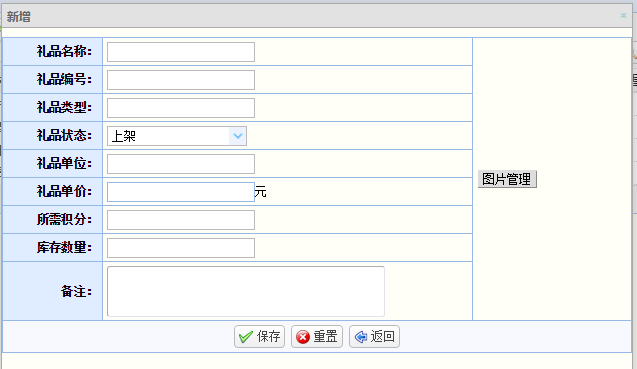 新增
礼品名称：
礼品编号：
礼品类型：
礼品状态： 上架
礼品单位：
图片管理
礼品单价： 元
所需积分：
库存数量：
备注：
保存 重置 返回